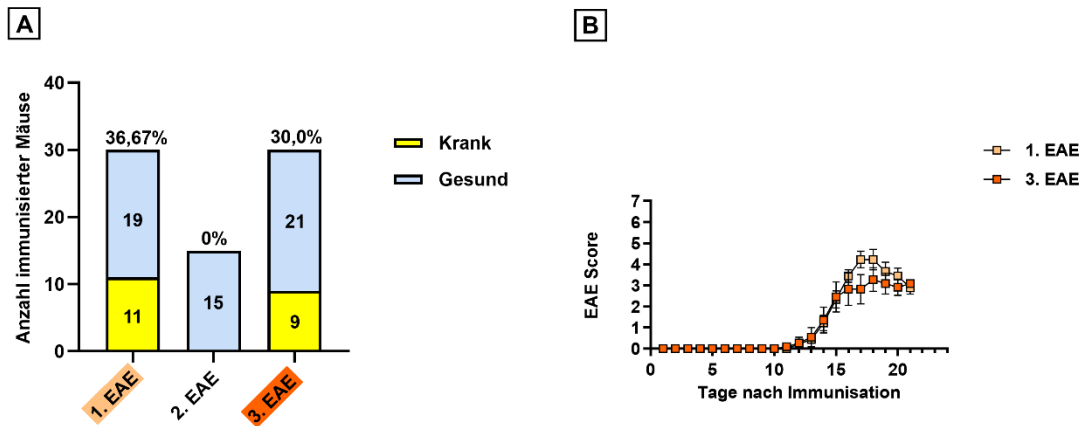 A
Anzahl immunisierter Mäuse
40
30
20
10
0
36,67%
0%
30,0%
19
11
15
21
9
1. EAE
2. EAE
3. EAE
Krank
Gesund
B
1. EAE
3. EAE
EAE Score
7
6
5
4
3
2
1
0
0
5
10
15
20
Tage nach Immunisation